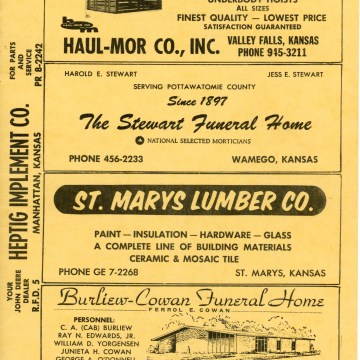 UNDERBODY HOISTS
ALL SIZES
FINEST QUALITY — LOWEST PRICE
SATISFACTION GUARANTEED
HAUL-MOR CO., INC.
VALLEY FALLS, KANSAS
PHONE 945-3211
HAROLD E. STEWART
JESS E. STEWART
SERVING POTTAWATOMIE COUNTY
Since 1897
The Stewart Funeral Home
NATIONAL SELECTED MORTICIANS
PHONE 456-2233
WAMEGO, KANSAS
ST. MARYS LUMBER CO.
PAINT — INSULATION — HARDWARE — GLASS
A COMPLETE LINE OF BUILDING MATERIALS
CERAMIC & MOSAIC TILE
PHONE GE 7-2268
ST. MARYS, KANSAS
Burliew-Cowan Funeral Home
FERROL E. COWAN
PERSONNEL:
C. A. (CAB) BURLIEW
RAY N. EDWARDS, JR.
WILLIAM D. YORGENSEN
JUNIETA H. COWAN
GEORGE A. O'DONNELL
YOUR
JOHN DEERE
DEALER
HEPTIG IMPLEMENT CO.
R.F.D. 5
MANHATTAN, KANSAS
FOR PARTS
AND
SERVICE
PR 8-2242